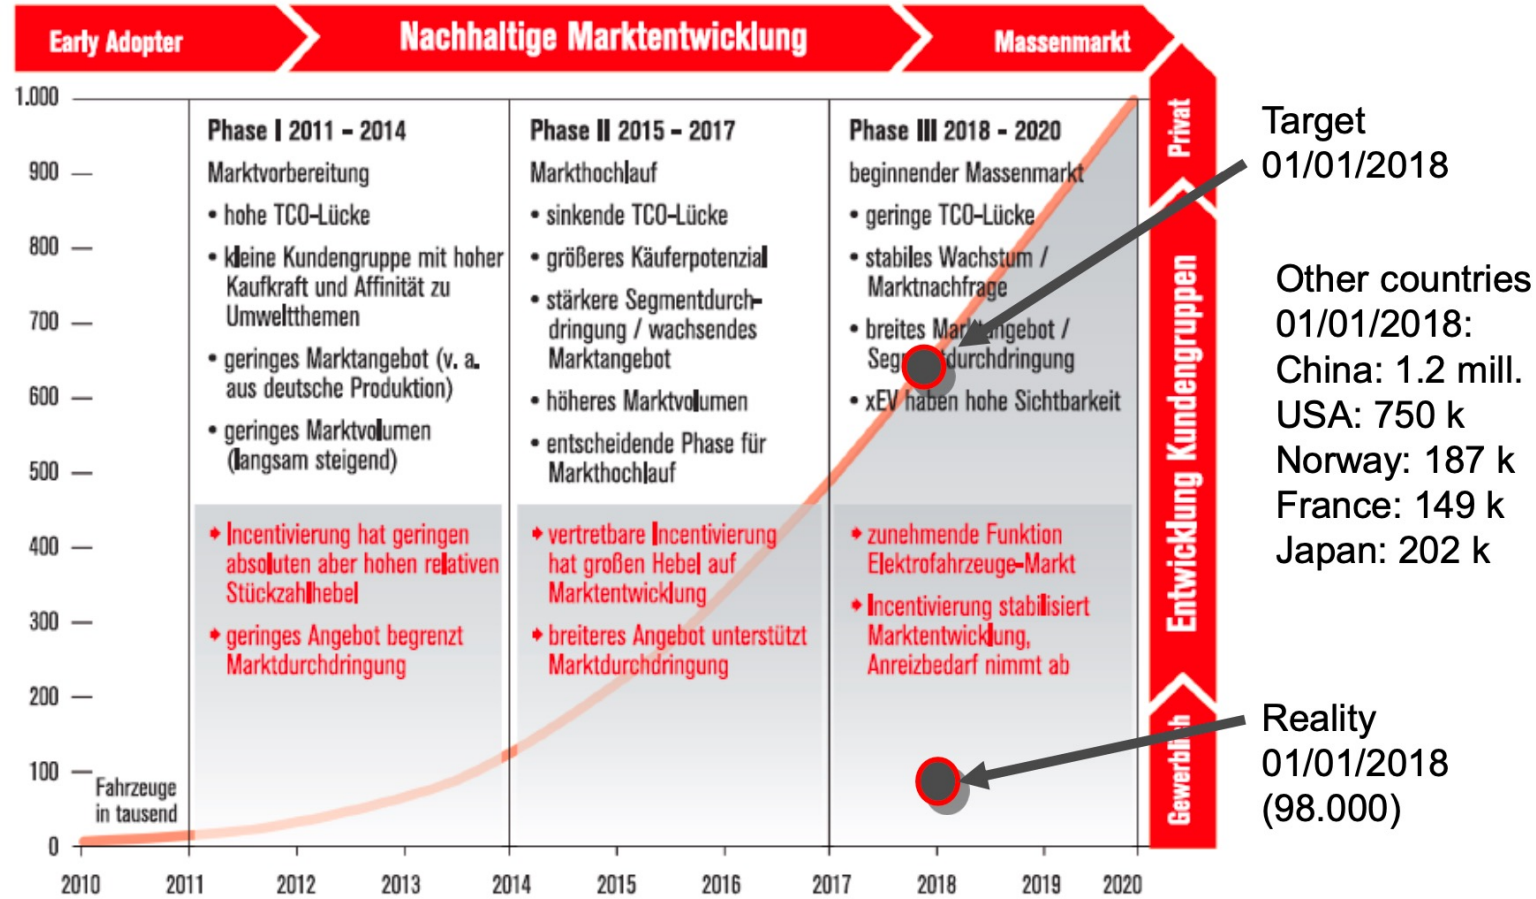 Early Adopter
Nachhaltige Marktentwicklung
Massenmarkt
1.000
900
800
700
600
500
400
300
200
100
0
Fahrzeuge
in tausend
Phase I 2011 – 2014
Marktvorbereitung
• hohe TCO-Lücke
• kleine Kundengruppe mit hoher
Kaufkraft und Affinität zu
Umweltthemen
• geringes Marktangebot (v. a.
aus deutsche Produktion)
• geringes Marktvolumen
(langsam steigend)
➧ Incentivierung hat geringen
absoluten aber hohen relativen
Stückzahlhebel
➧ geringes Angebot begrenzt
Marktdurchdringung
Phase II 2015 – 2017
Markthochlauf
• sinkende TCO-Lücke
• größeres Käuferpotenzial
• stärkere Segmentdurch-
dringung / wachsendes
Marktangebot
• höheres Marktvolumen
• entscheidende Phase für
Markthochlauf
➧ vertretbare Incentivierung
hat großen Hebel auf
Marktentwicklung
➧ breiteres Angebot unterstützt
Marktdurchdringung
Phase III 2018 - 2020
beginnender Massenmarkt
• geringe TCO-Lücke
• stabiles Wachstum /
Marktnachfrage
• breites Marktangebot /
Segmentdurchdringung
• xEV haben hohe Sichtbarkeit
➧ zunehmende Funktion
Elektrofahrzeuge-Markt
➧ Incentivierung stabilisiert
Marktentwicklung,
Anreizbedarf nimmt ab
2010
2011
2012
2013
2014
2015
2016
2017
2018
2019
2020
Privat
Entwicklung Kundengruppen
Gewerblich
Target
01/01/2018
Other countries
01/01/2018:
China: 1.2 mill.
USA: 750 k
Norway: 187 k
France: 149 k
Japan: 202 k
Reality
01/01/2018
(98.000)